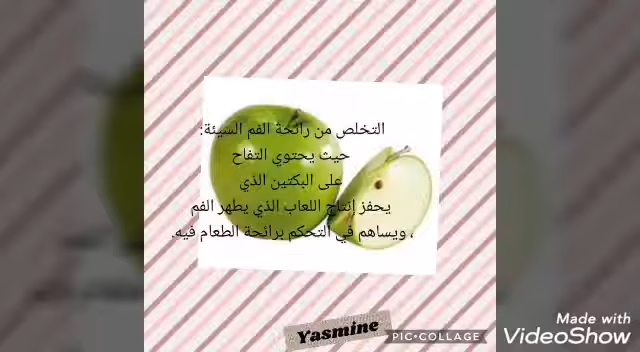 التخلص من رائحة الفم السيئة:
حيث يحتوي التفاح
على البكتين الذي
يحفز إنتاج اللعاب الذي يطهر الفم
، ويساهم في التحكم برائحة الطعام فيه.
Yasmine
PIC•COLLAGE
Made with
VideoShow